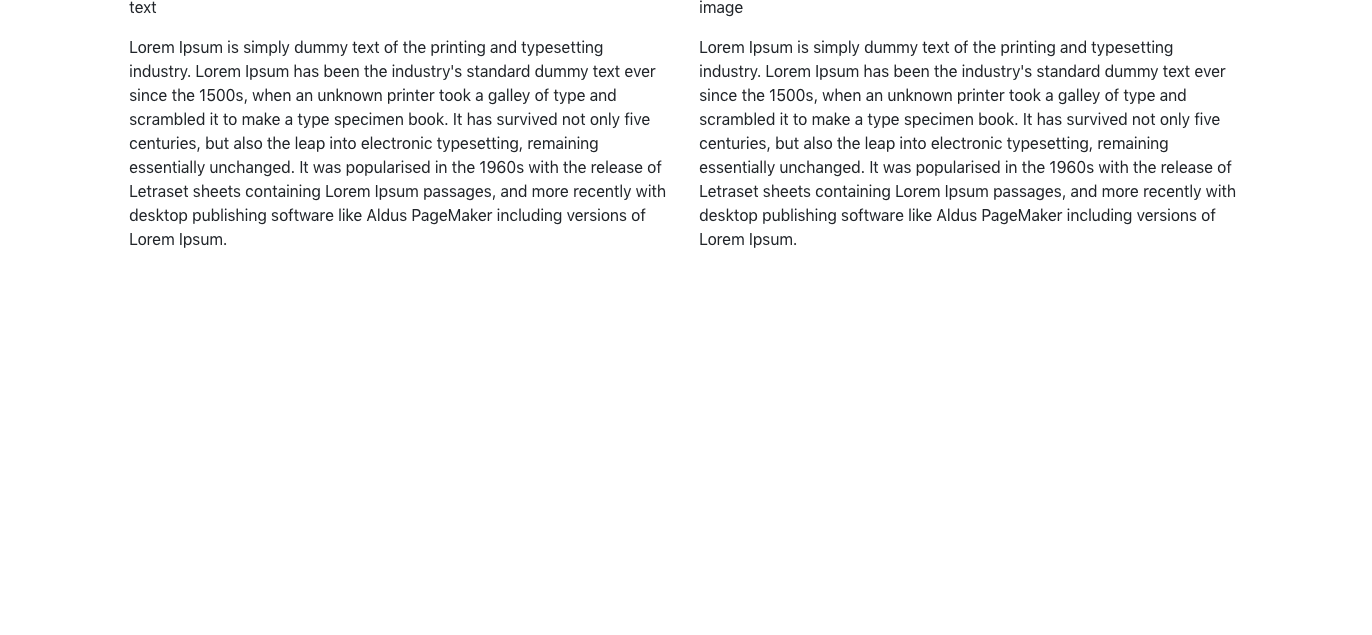 text
Lorem Ipsum is simply dummy text of the printing and typesetting
industry. Lorem Ipsum has been the industry's standard dummy text ever
since the 1500s, when an unknown printer took a galley of type and
scrambled it to make a type specimen book. It has survived not only five
centuries, but also the leap into electronic typesetting, remaining
essentially unchanged. It was popularised in the 1960s with the release of
Letraset sheets containing Lorem Ipsum passages, and more recently with
desktop publishing software like Aldus PageMaker including versions of
Lorem Ipsum.
image
Lorem Ipsum is simply dummy text of the printing and typesetting
industry. Lorem Ipsum has been the industry's standard dummy text ever
since the 1500s, when an unknown printer took a galley of type and
scrambled it to make a type specimen book. It has survived not only five
centuries, but also the leap into electronic typesetting, remaining
essentially unchanged. It was popularised in the 1960s with the release of
Letraset sheets containing Lorem Ipsum passages, and more recently with
desktop publishing software like Aldus PageMaker including versions of
Lorem Ipsum.